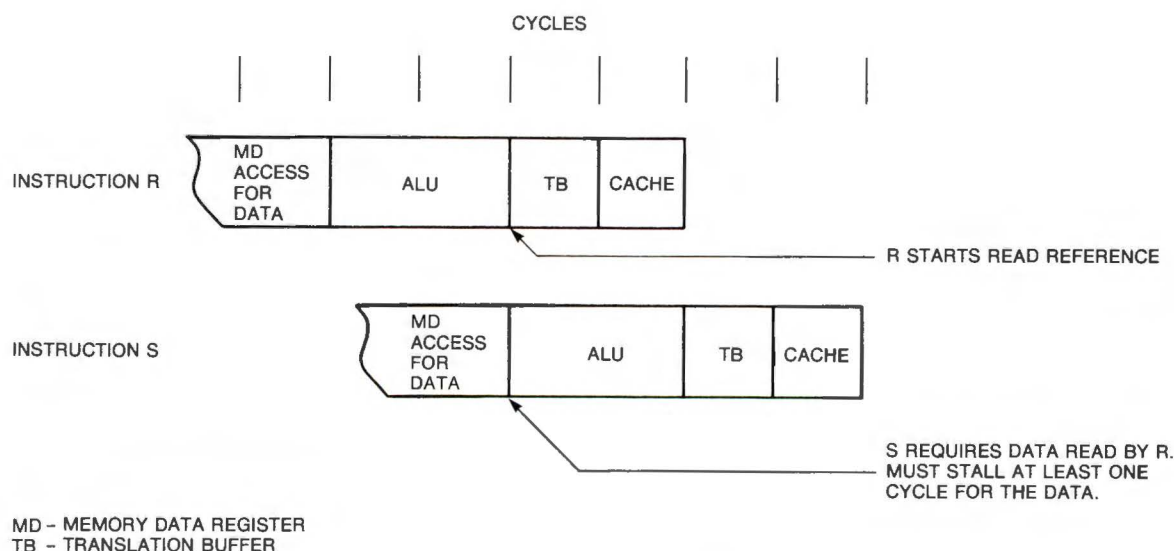 CYCLES
INSTRUCTION R
MD
ACCESS
FOR
DATA
ALU
TB
CACHE
R STARTS READ REFERENCE
INSTRUCTION S
MD
ACCESS
FOR
DATA
ALU
TB
CACHE
S REQUIRES DATA READ BY R.
MUST STALL AT LEAST ONE
CYCLE FOR THE DATA.
MD – MEMORY DATA REGISTER
TB – TRANSLATION BUFFER